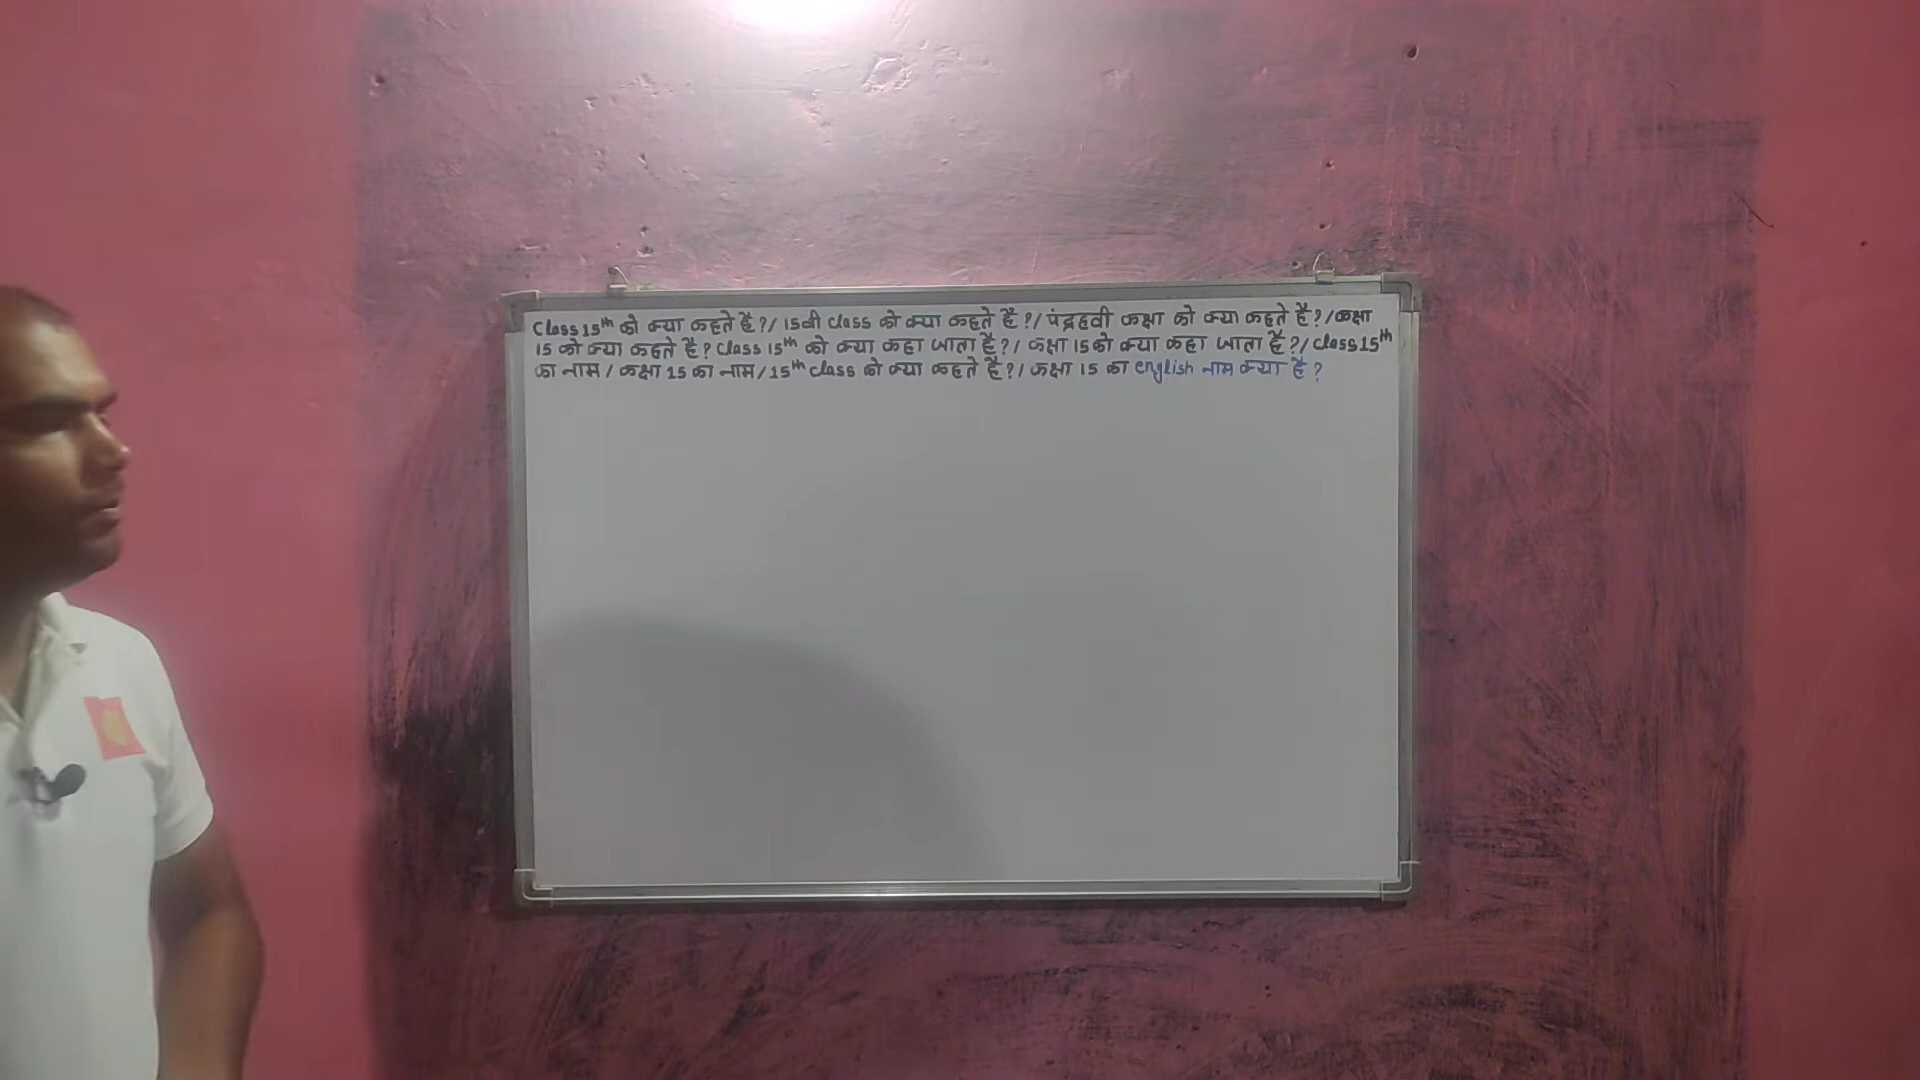 Class 15th को क्या कहते है?/ 15वी class को क्या कहते है?/ पंद्रहवी कक्षा को क्या कहते है?/कक्षा
15 को क्या कहते है? Class 15th को क्या कहा जाता है?/ कक्षा 15 को क्या कहा जाता है?/ Class 15th
का नाम / कक्षा 15 का नाम/ 15th class को क्या कहते है?/ कक्षा 15 का english नाम क्या है?